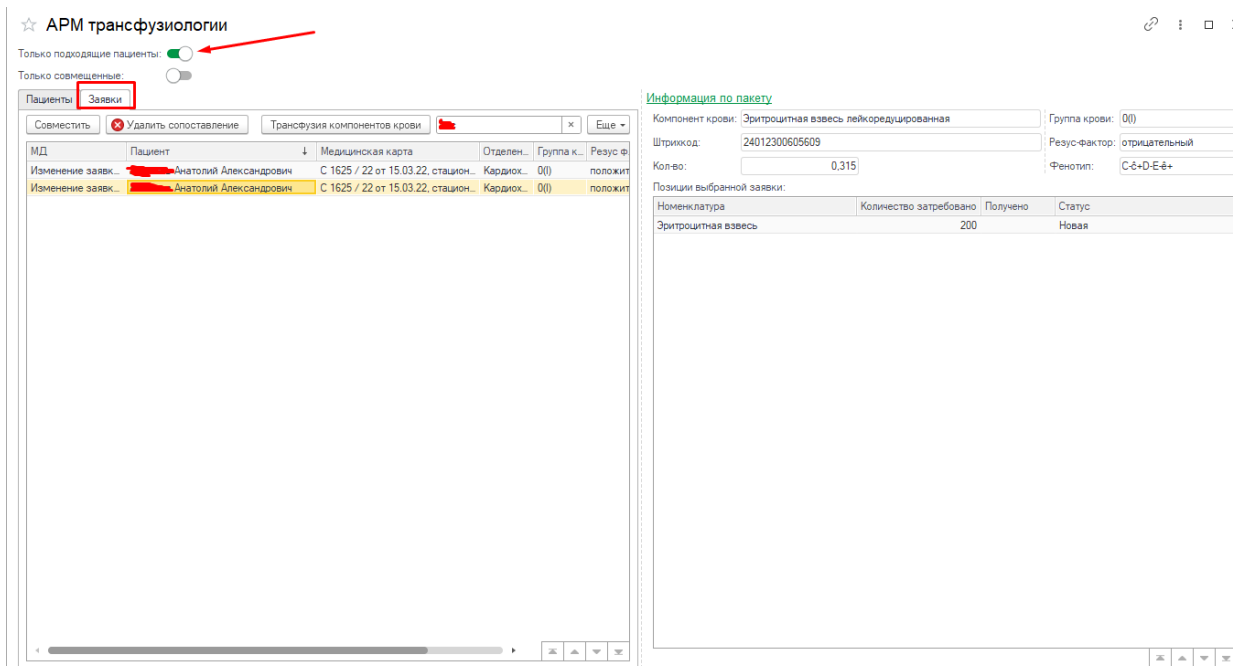 АРМ трансфузиологии
Только подходящие пациенты:
Только совмещенные:
Пациенты Заявки
Совместить Удалить сопоставление Трансфузия компонентов крови Еще
МД Пациент Медицинская карта Отделен... Группа к... Резус ф
Изменение заявк... Анатолий Александрович С 1625 / 22 от 15.03.22, стацион... Кардиох... 0(I) положит
Изменение заявк... Анатолий Александрович С 1625 / 22 от 15.03.22, стацион... Кардиох... 0(I) положит
Информация по пакету
Компонент крови: Эритроцитная взвесь лейкоредуцированная Группа крови: 0(I)
Штрихкод: 24012300605609 Резус-фактор: отрицательный
Кол-во: 0,315 Фенотип: C-ĉ+D-E-ê+
Позиции выбранной заявки:
Номенклатура Количество затребовано Получено Статус
Эритроцитная взвесь 200 Новая